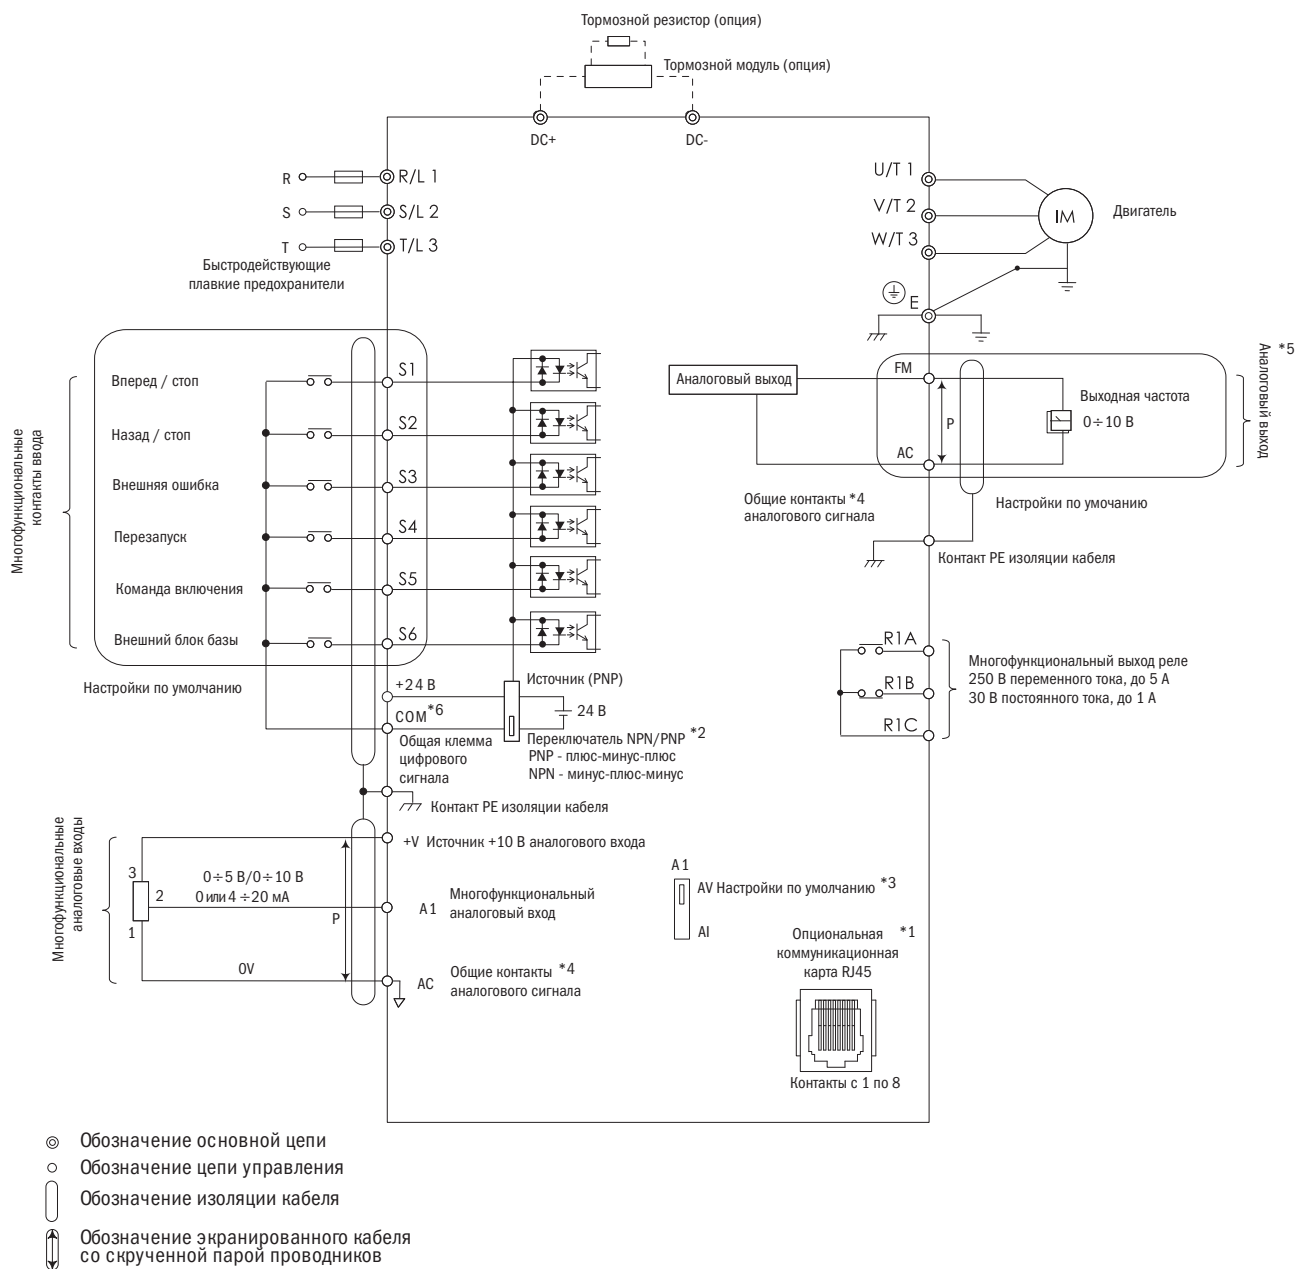 Тормозной резистор (опция)
Тормозной модуль (опция)
DC+
DC-
R
R/L 1
S
S/L 2
T
T/L 3
Быстродействующие
плавкие предохранители
U/T 1
V/T 2
W/T 3
IM
Двигатель
E
Многофункциональные
контакты ввода
Вперед / стоп
S1
Назад / стоп
S2
Внешняя ошибка
S3
Перезапуск
S4
Команда включения
S5
Внешний блок базы
S6
Настройки по умолчанию
Аналоговый выход
FM
AC
P
Выходная частота
0÷10 В
Аналоговый выход
*5
Общие контакты *4
аналогового сигнала
Настройки по умочанию
Контакт PE изоляции кабеля
+24 В
COM*6
Общая клемма
цифрового
сигнала
Источник (PNP)
24 В
Переключатель NPN/PNP *2
PNP - плюс-минус-плюс
NPN - минус-плюс-минус
Контакт PE изоляции кабеля
R1A
R1B
R1C
Многофункциональный выход реле
250 В переменного тока, до 5 А
30 В постоянного тока, до 1 А
Многофункциональные
аналоговые входы
+V Источник +10 В аналогового входа
3
2
1
0÷5 В/0÷10 В
0 или 4 ÷20 мА
P
0V
A1
Многофункциональный
аналоговый вход
AC
Общие контакты *4
аналогового сигнала
A1
AV Настройки по умолчанию *3
AI
Опциональная *1
коммуникационная
карта RJ45
Контакты с 1 по 8
Обозначение основной цепи
Обозначение цепи управления
Обозначение изоляции кабеля
Обозначение экранированного кабеля
со скрученной парой проводников